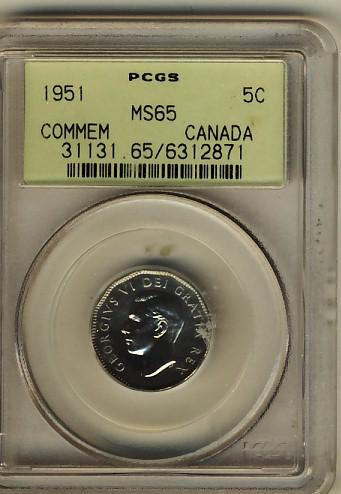 PCGS
1951 5C
MS65
COMMEM CANADA
31131.65/6312871
GEORGIVS VI DEI GRATIA REX